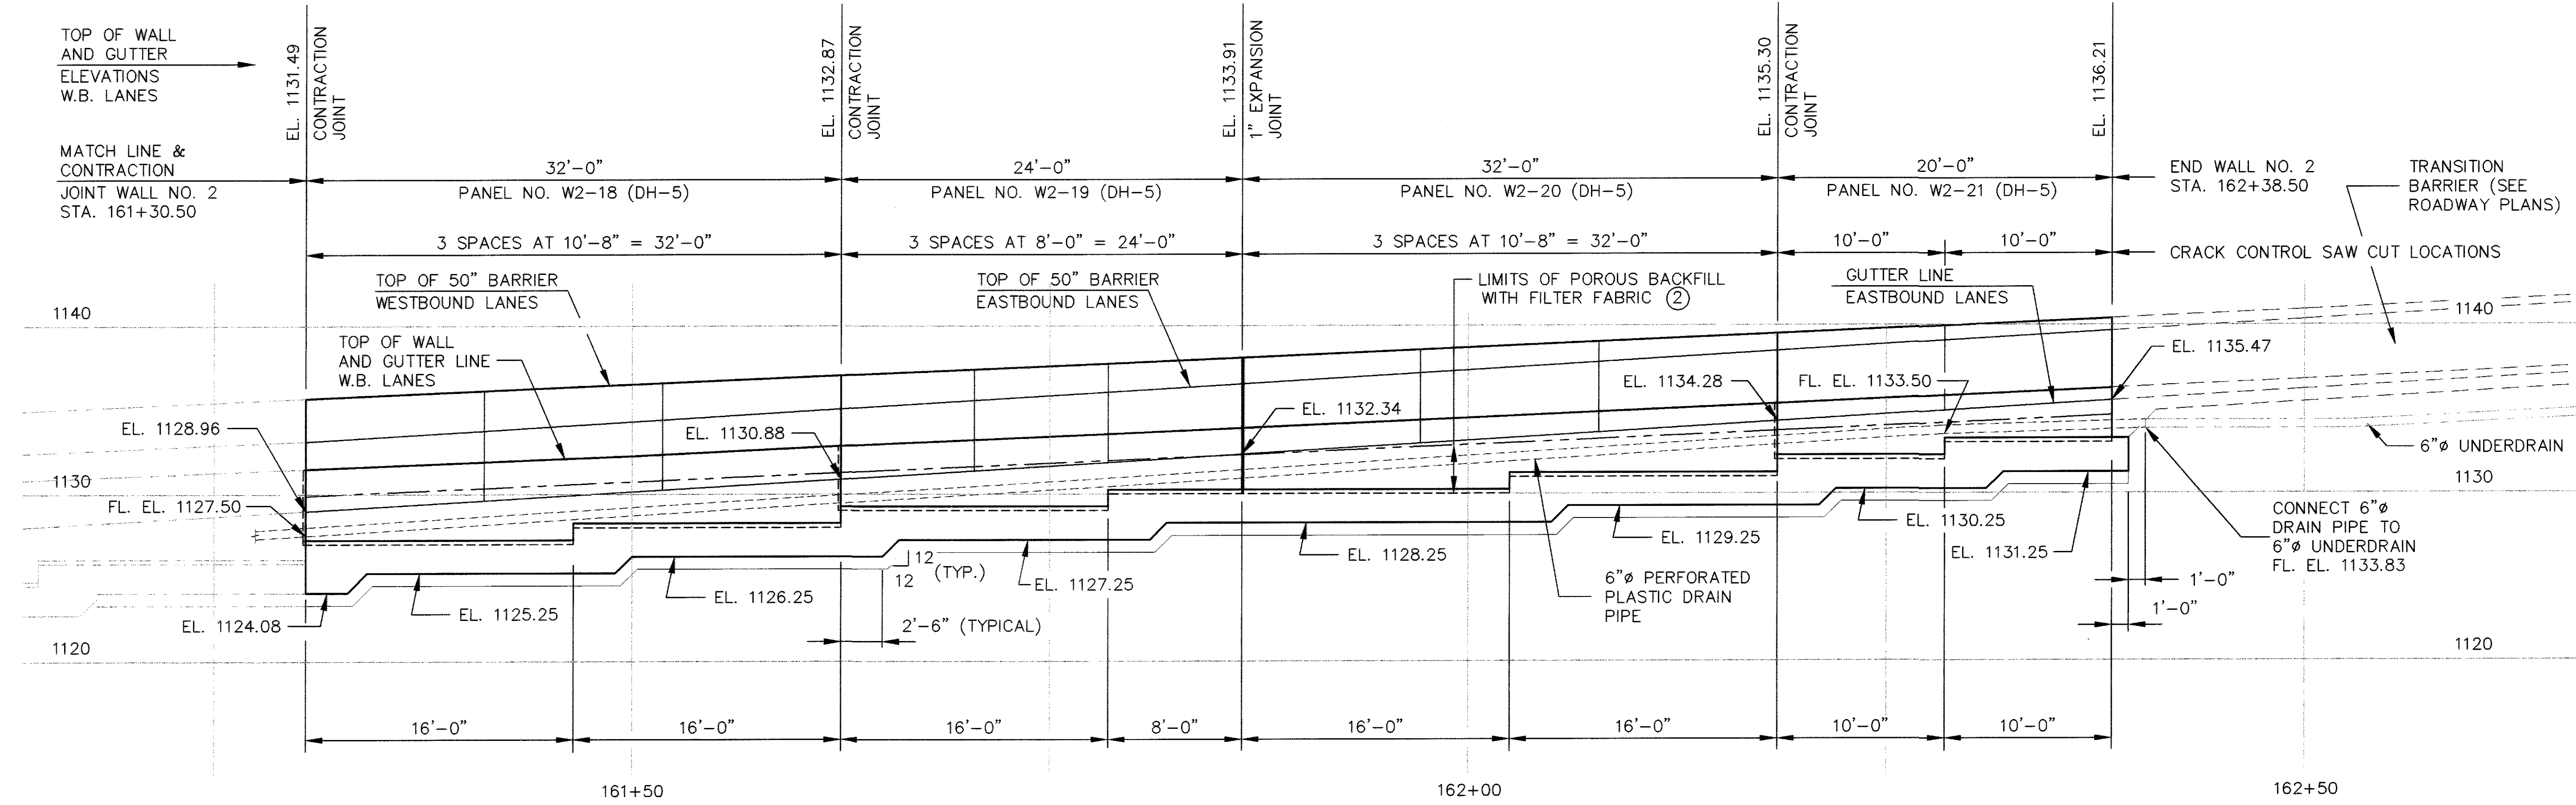 TOP OF WALL
AND GUTTER
ELEVATIONS
W.B. LANES
MATCH LINE &
CONTRACTION
JOINT WALL NO. 2
STA. 161+30.50
EL. 1131.49
CONTRACTION
JOINT
EL. 1132.87
CONTRACTION
JOINT
EL. 1133.91
1" EXPANSION
JOINT
EL. 1135.30
CONTRACTION
JOINT
EL. 1136.21
32'-0"
PANEL NO. W2-18 (DH-5)
24'-0"
PANEL NO. W2-19 (DH-5)
32'-0"
PANEL NO. W2-20 (DH-5)
20'-0"
PANEL NO. W2-21 (DH-5)
END WALL NO. 2
STA. 162+38.50
TRANSITION
BARRIER (SEE
ROADWAY PLANS)
3 SPACES AT 10'-8" = 32'-0"
3 SPACES AT 8'-0" = 24'-0"
3 SPACES AT 10'-8" = 32'-0"
10'-0"
10'-0"
CRACK CONTROL SAW CUT LOCATIONS
TOP OF 50" BARRIER
WESTBOUND LANES
TOP OF 50" BARRIER
EASTBOUND LANES
LIMITS OF POROUS BACKFILL
WITH FILTER FABRIC 2
GUTTER LINE
EASTBOUND LANES
1140
1140
TOP OF WALL
AND GUTTER LINE
W.B. LANES
EL. 1135.47
EL. 1134.28
FL. EL. 1133.50
EL. 1132.34
EL. 1128.96
EL. 1130.88
6"ø UNDERDRAIN
1130
1130
FL. EL. 1127.50
CONNECT 6"ø
DRAIN PIPE TO
6"ø UNDERDRAIN
FL. EL. 1133.83
EL. 1130.25
EL. 1129.25
EL. 1131.25
EL. 1128.25
12
12
(TYP.)
EL. 1127.25
6"ø PERFORATED
PLASTIC DRAIN
PIPE
EL. 1126.25
EL. 1125.25
EL. 1124.08
2'-6" (TYPICAL)
1'-0"
1'-0"
1120
1120
16'-0"
16'-0"
16'-0"
8'-0"
16'-0"
16'-0"
10'-0"
10'-0"
161+50
162+00
162+50